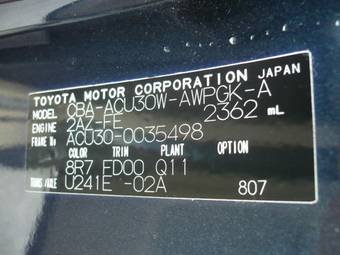 TOYOTA MOTOR CORPORATION JAPAN
MODEL CBA-ACU30W-AWPGK-A
ENGINE 2AZ-FE 2362 mL
FRAME No ACU30-0035498
COLOR TRIM PLANT OPTION
8R7 FD00 Q11
TRANS./AXLE U241E -02A 807